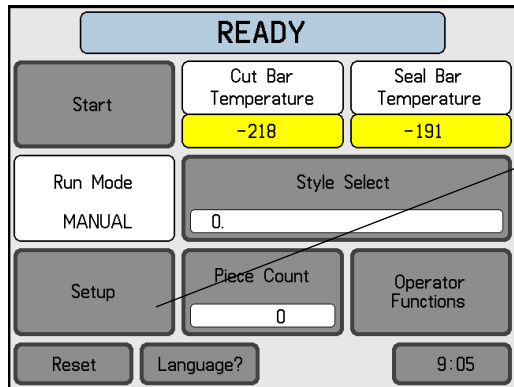 READY
Start
Cut Bar
Temperature
-218
Seal Bar
Temperature
-191
Run Mode
MANUAL
Style Select
0.
Setup
Piece Count
0
Operator
Functions
Reset
Language?
9:05